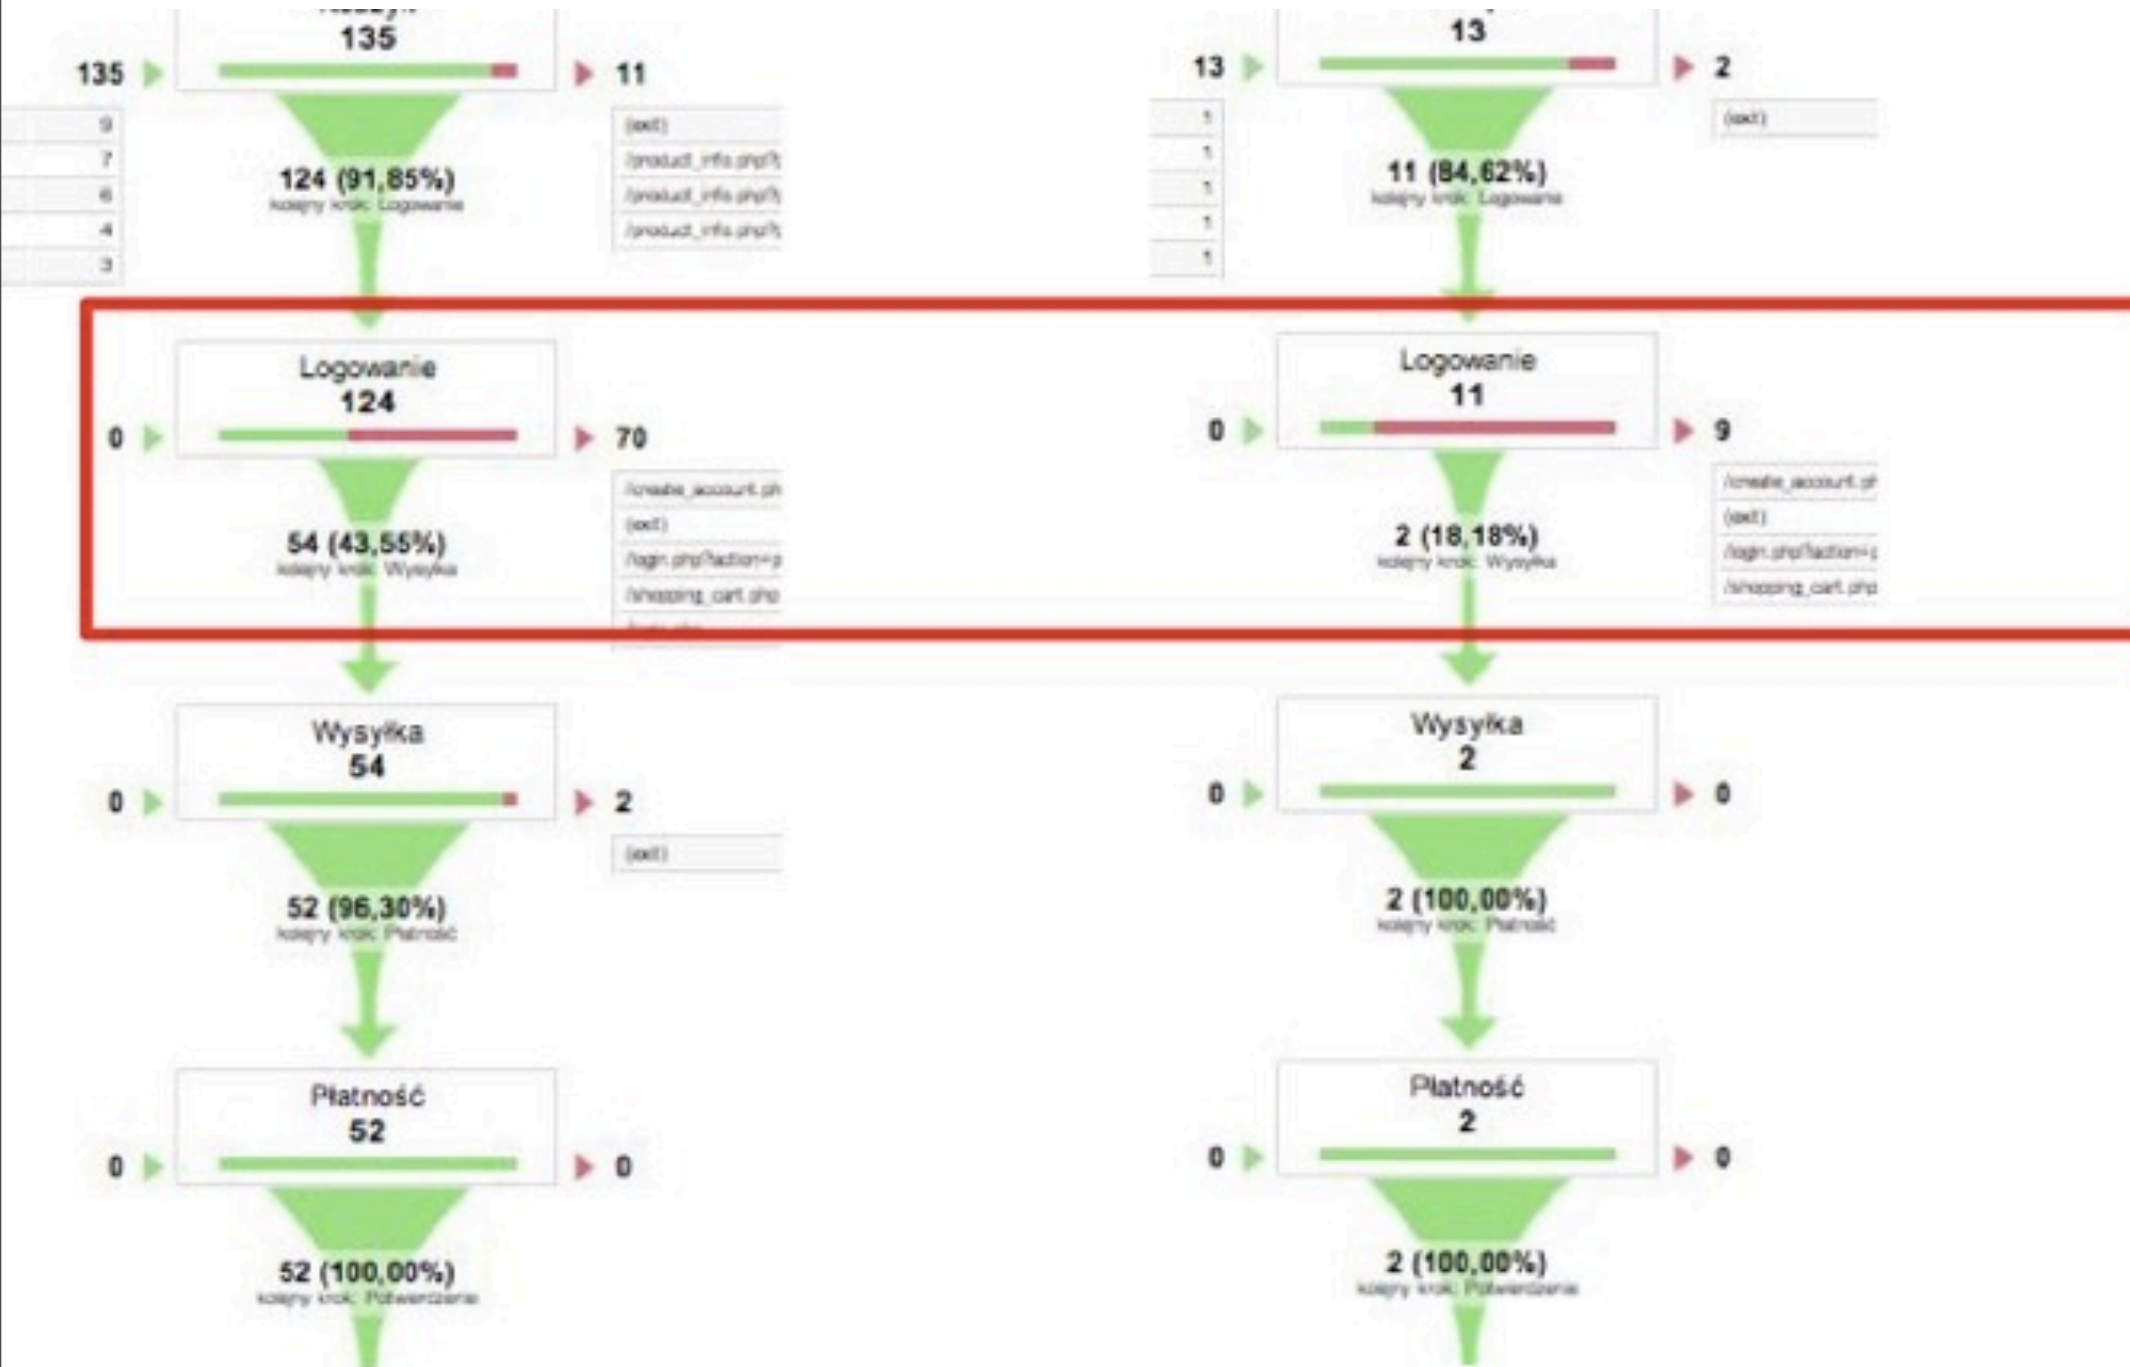 135
135
11
9
7
6
4
3
(exit)
/product_info.php?
/product_info.php?
/product_info.php?
124 (91,85%)
kolejny krok: Logowanie
Logowanie
124
0
70
/create_account.ph
(exit)
/login.php?action=p
/shopping_cart.php
54 (43,55%)
kolejny krok: Wysyłka
Wysyłka
54
0
2
(exit)
52 (96,30%)
kolejny krok: Płatność
Płatność
52
0
0
52 (100,00%)
kolejny krok: Potwierdzenie
13
13
2
1
1
1
1
1
(exit)
11 (84,62%)
kolejny krok: Logowanie
Logowanie
11
0
9
/create_account.ph
(exit)
/login.php?action=p
/shopping_cart.php
2 (18,18%)
kolejny krok: Wysyłka
Wysyłka
2
0
0
2 (100,00%)
kolejny krok: Płatność
Płatność
2
0
0
2 (100,00%)
kolejny krok: Potwierdzenie